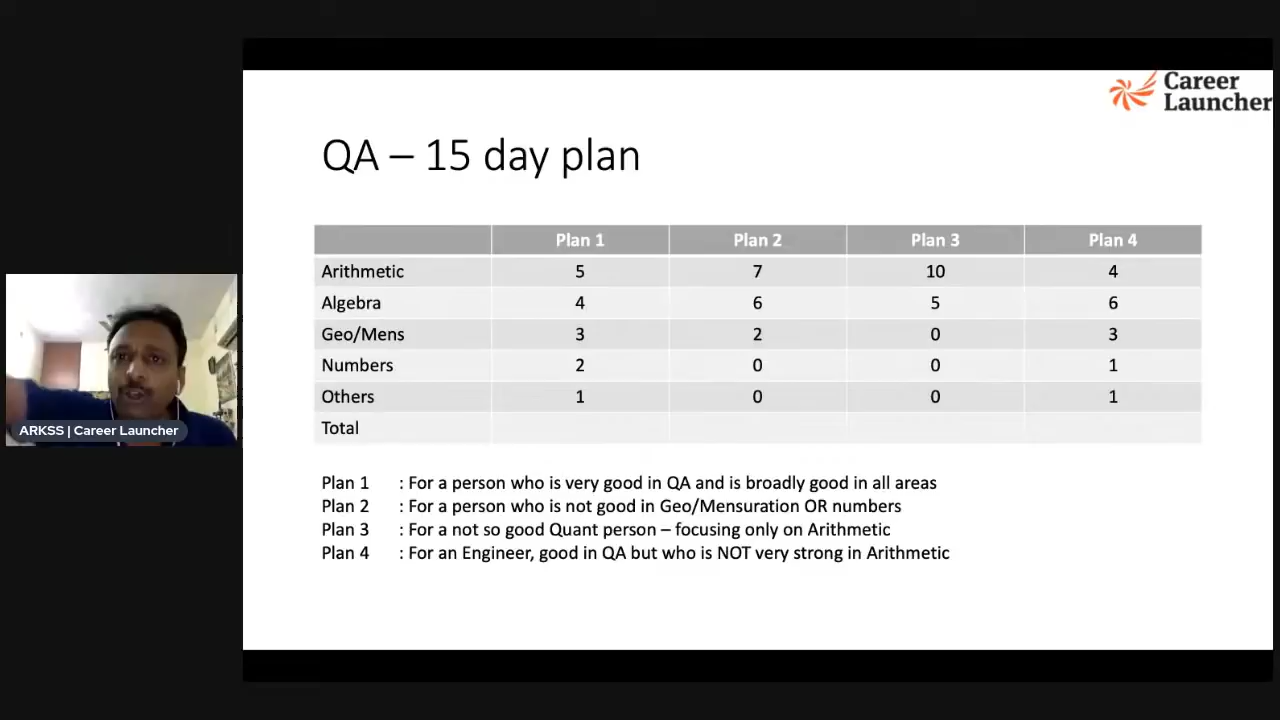 Career
Launcher
QA – 15 day plan
Plan 1 Plan 2 Plan 3 Plan 4
Arithmetic 5 7 10 4
Algebra 4 6 5 6
Geo/Mens 3 2 0 3
Numbers 2 0 0 1
Others 1 0 0 1
Total
ARKSS | Career Launcher
Plan 1 : For a person who is very good in QA and is broadly good in all areas
Plan 2 : For a person who is not good in Geo/Mensuration OR numbers
Plan 3 : For a not so good Quant person – focusing only on Arithmetic
Plan 4 : For an Engineer, good in QA but who is NOT very strong in Arithmetic